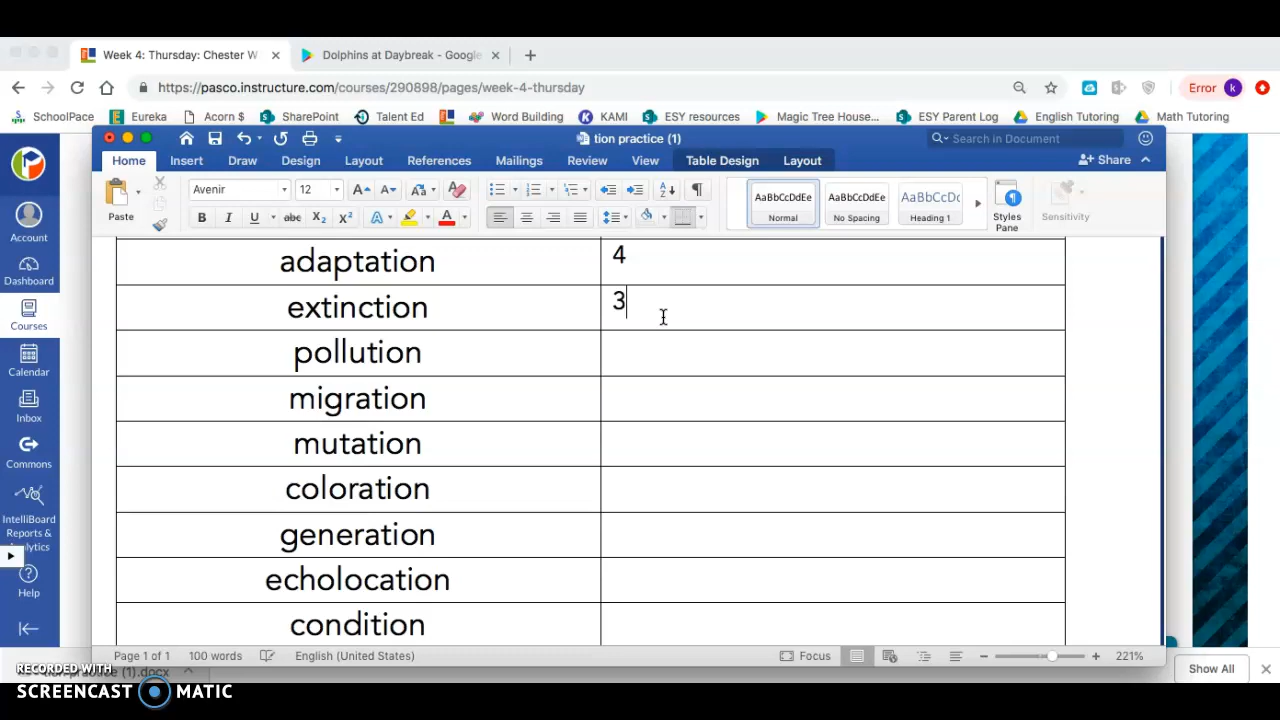 Week 4: Thursday: Chester W
Dolphins at Daybreak - Google
https://pasco.instructure.com/courses/290898/pages/week-4-thursday
Error k
SchoolPace Eureka Acorn $ SharePoint Talent Ed Word Building KAMI ESY resources Magic Tree House... ESY Parent Log English Tutoring Math Tutoring
tion practice (1)
Search in Document
Home Insert Draw Design Layout References Mailings Review View Table Design Layout
Share
Paste
Avenir 12
AaBbCcDdEe AaBbCcDdEe AaBbCcDc
Normal No Spacing Heading 1
Styles Pane
Sensitivity
Account
Dashboard
Courses
Calendar
Inbox
Commons
IntelliBoard
Reports &
Analytics
Help
adaptation 4
extinction 3
pollution
migration
mutation
coloration
generation
echolocation
condition
Page 1 of 1 100 words English (United States) Focus 221%
Show All
RECORDED WITH
SCREENCAST MATIC